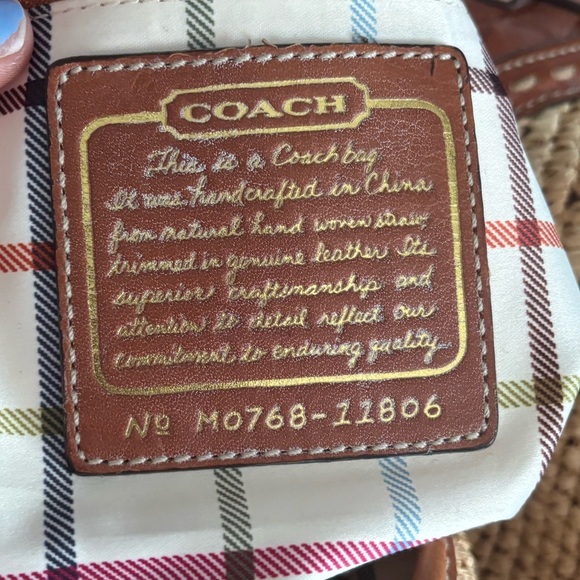 COACH
This is a Coach bag
It was handcrafted in China
from natural hand woven straw,
trimmed in genuine leather. Its
superior craftsmanship and
attention to detail reflect our
commitment to enduring quality.
No M0768-11806